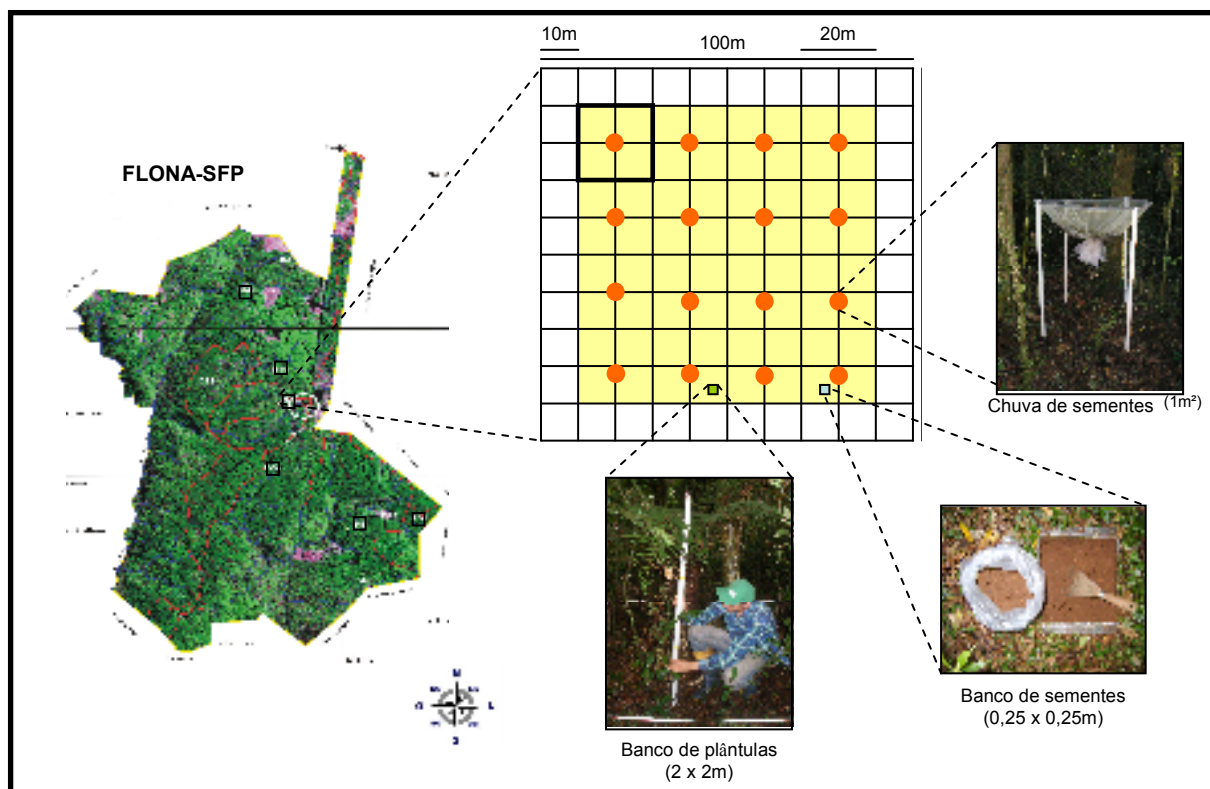 10m
100m
20m
FLONA-SFP
Chuva de sementes (1m²)
Banco de sementes
(0,25 x 0,25m)
Banco de plântulas
(2 x 2m)